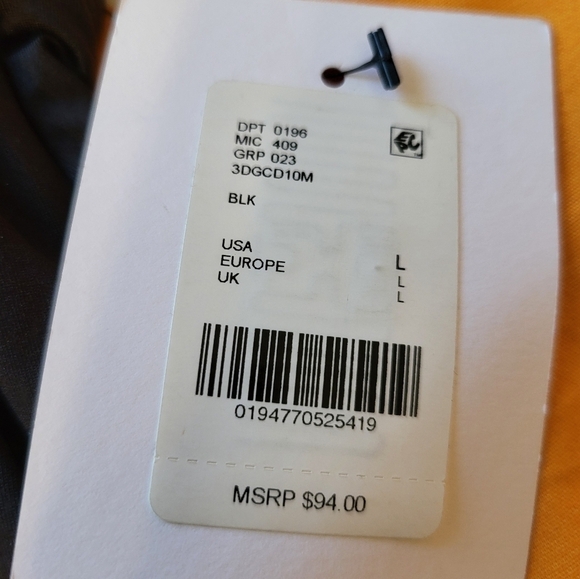 DPT 0196
MIC 409
GRP 023
3DGCD10M
BLK
USA L
EUROPE L
UK L
0194770525419
MSRP $94.00